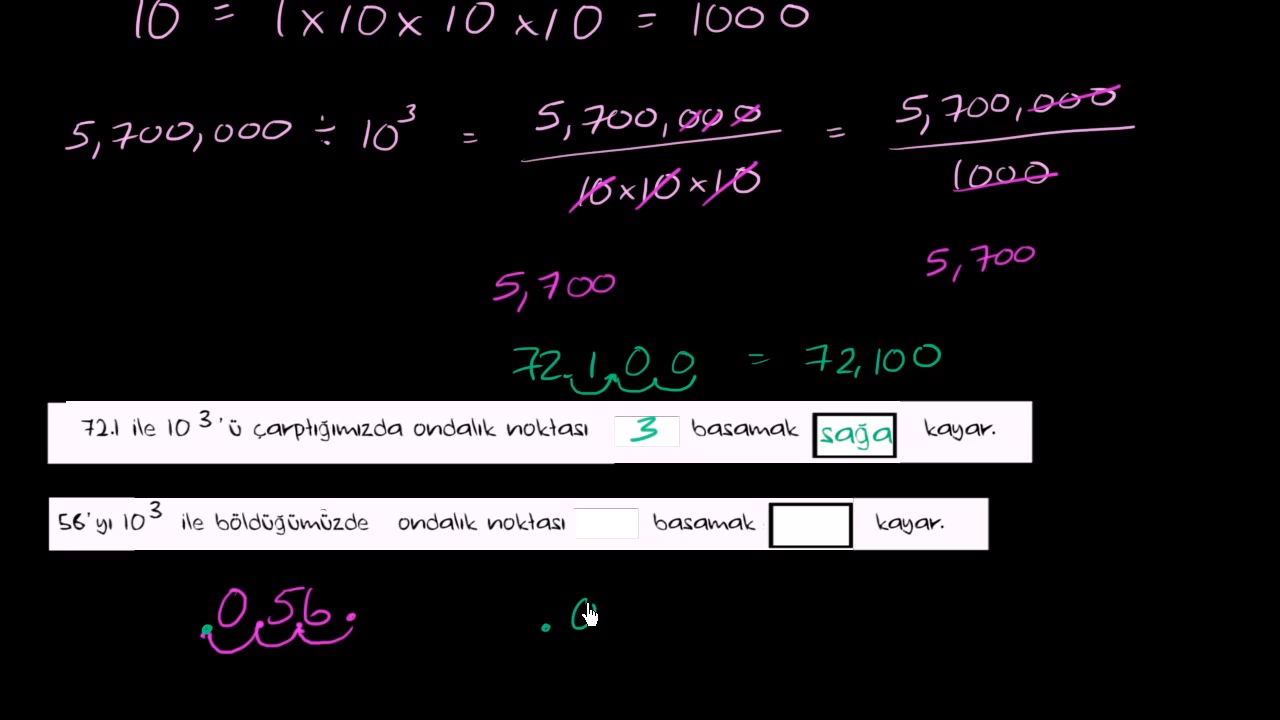 10 = 1 x 10 x 10 x 10 = 1000
5,700,000 ÷ 10³ = 5,700,000 / 10 x 10 x 10 = 5,700,000 / 1000
5,700 5,700
72.100 = 72,100
72.1 ile 10³'ü çarptığımızda ondalık noktası 3 basamak sağa kayar.
56'yı 10³ ile böldüğümüzde ondalık noktası basamak kayar.
.0.56. .0